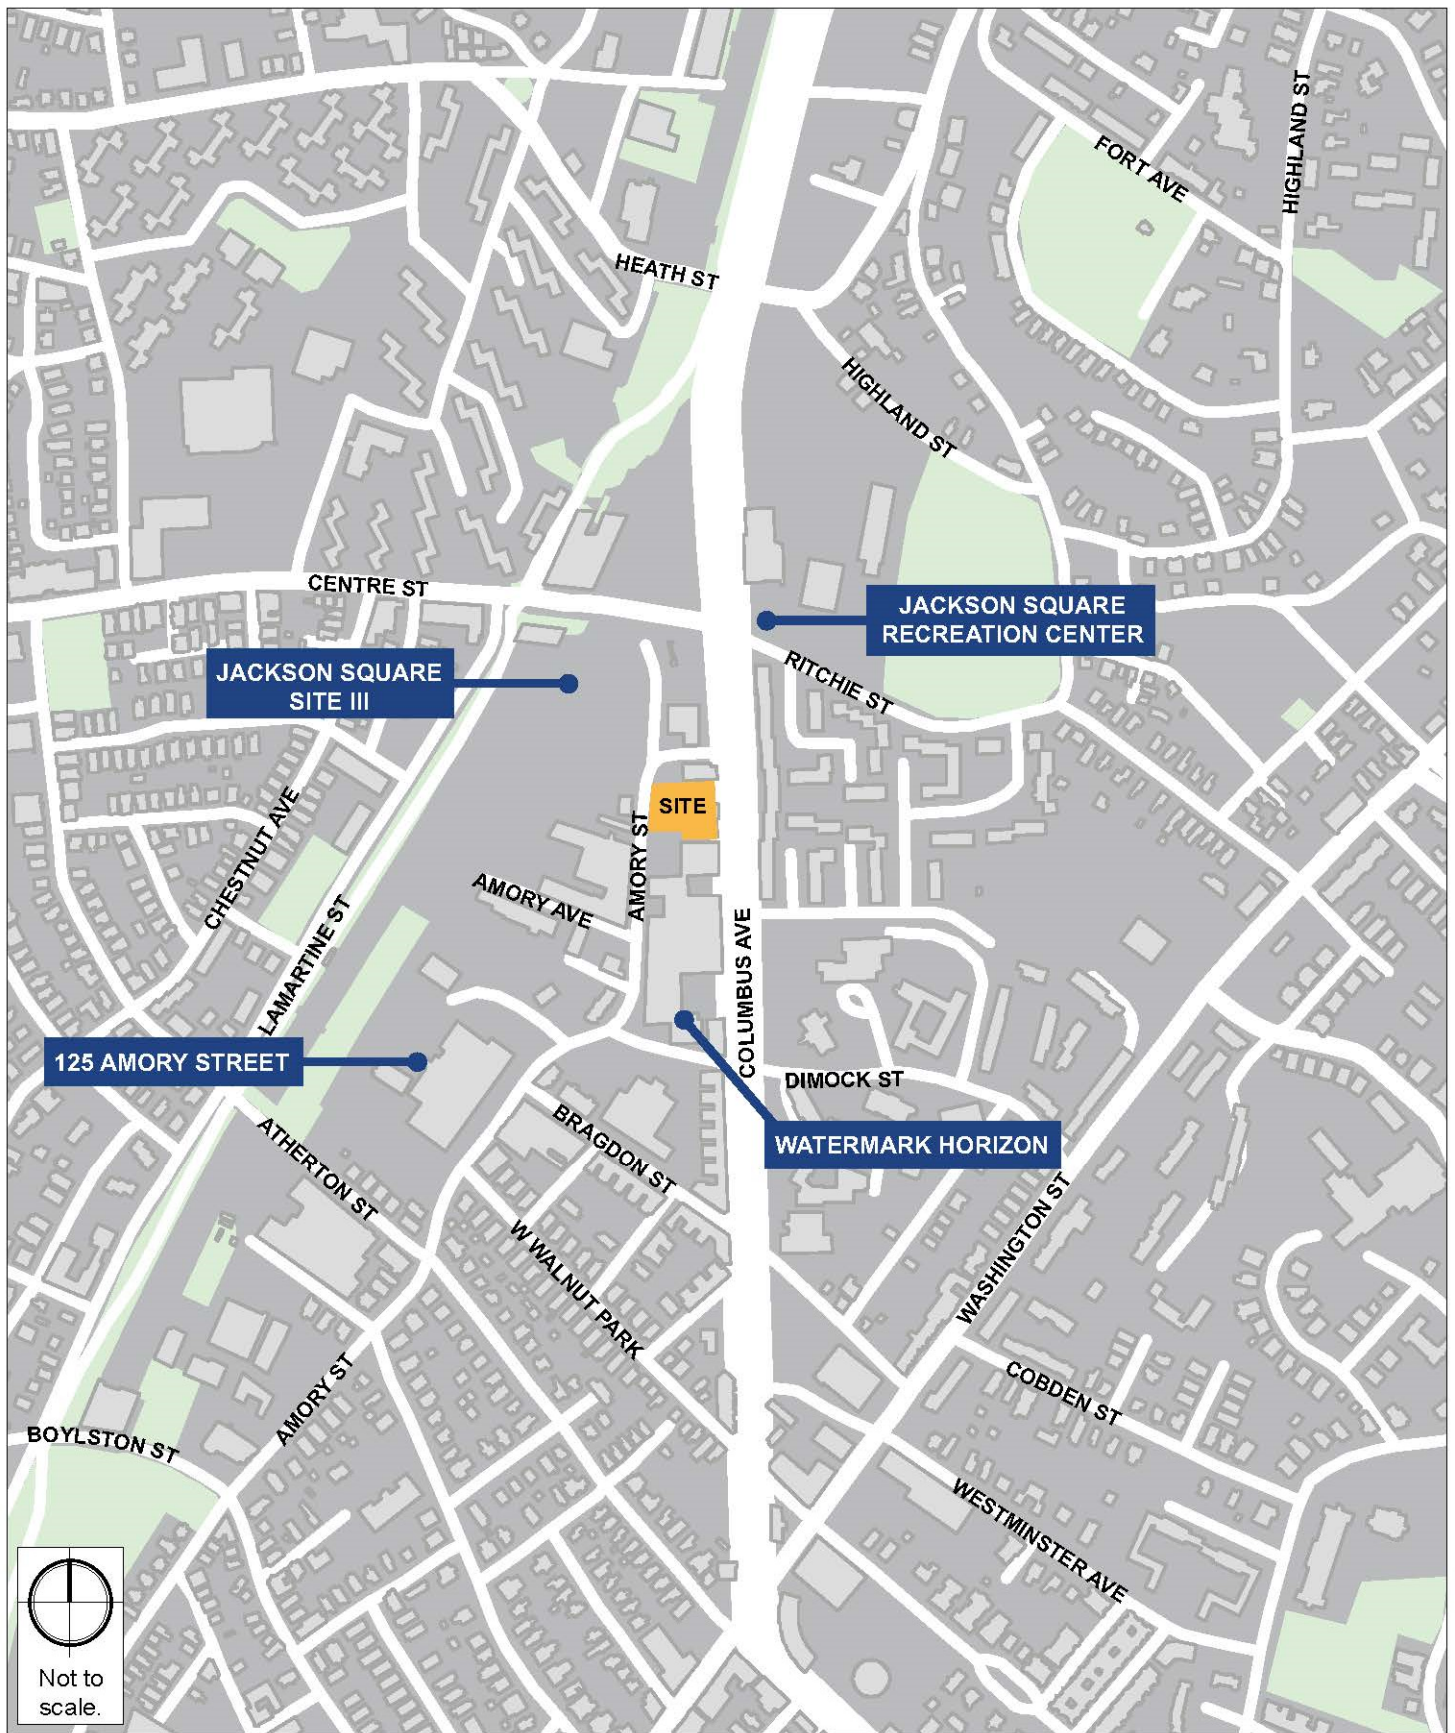 HIGHLAND ST
FORT AVE
HEATH ST
HIGHLAND ST
CENTRE ST
JACKSON SQUARE
RECREATION CENTER
JACKSON SQUARE
SITE III
RITCHIE ST
SITE
CHESTNUT AVE
AMORY ST
AMORY AVE
LAMARTINE ST
COLUMBUS AVE
125 AMORY STREET
DIMOCK ST
BRAGDON ST
WATERMARK HORIZON
ATHERTON ST
W WALNUT PARK
WASHINGTON ST
AMORY ST
COBDEN ST
BOYLSTON ST
WESTMINSTER AVE
Not to
scale.